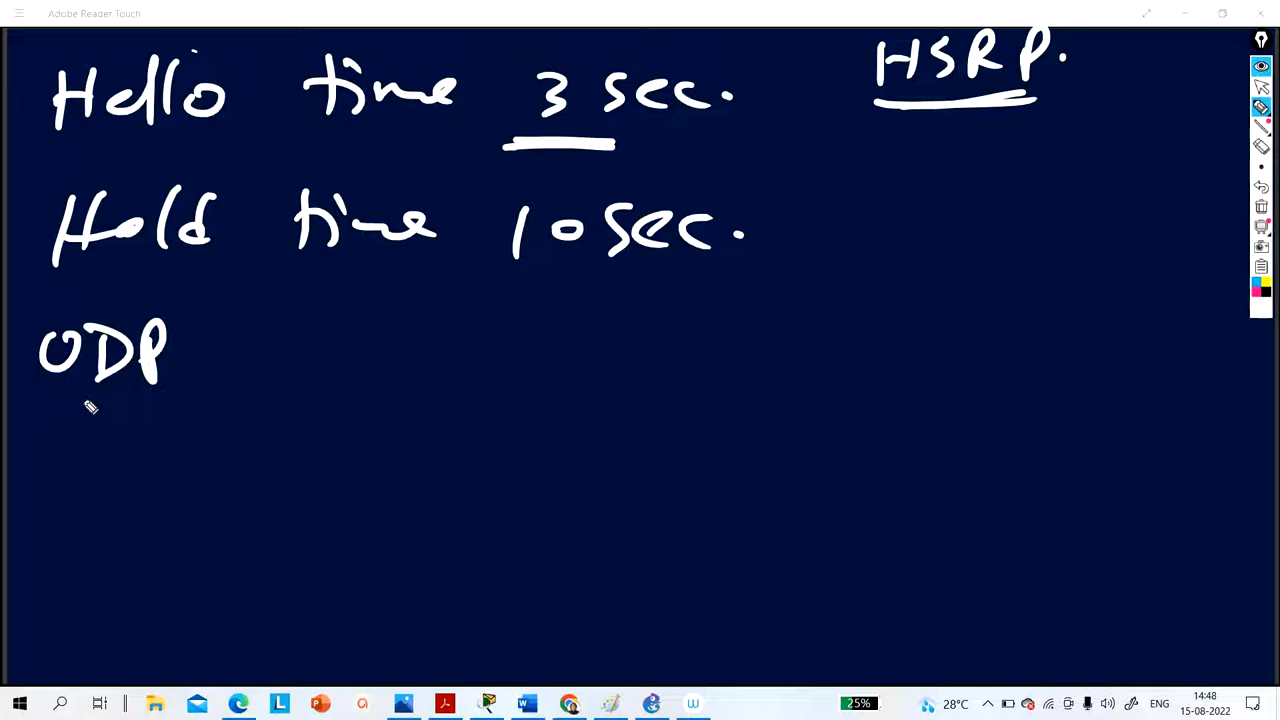 Adobe Reader Touch
HSRP.
Hello time 3 sec.
Hold time 10 sec.
ODP
25%
28°C
ENG
14:48
15-08-2022